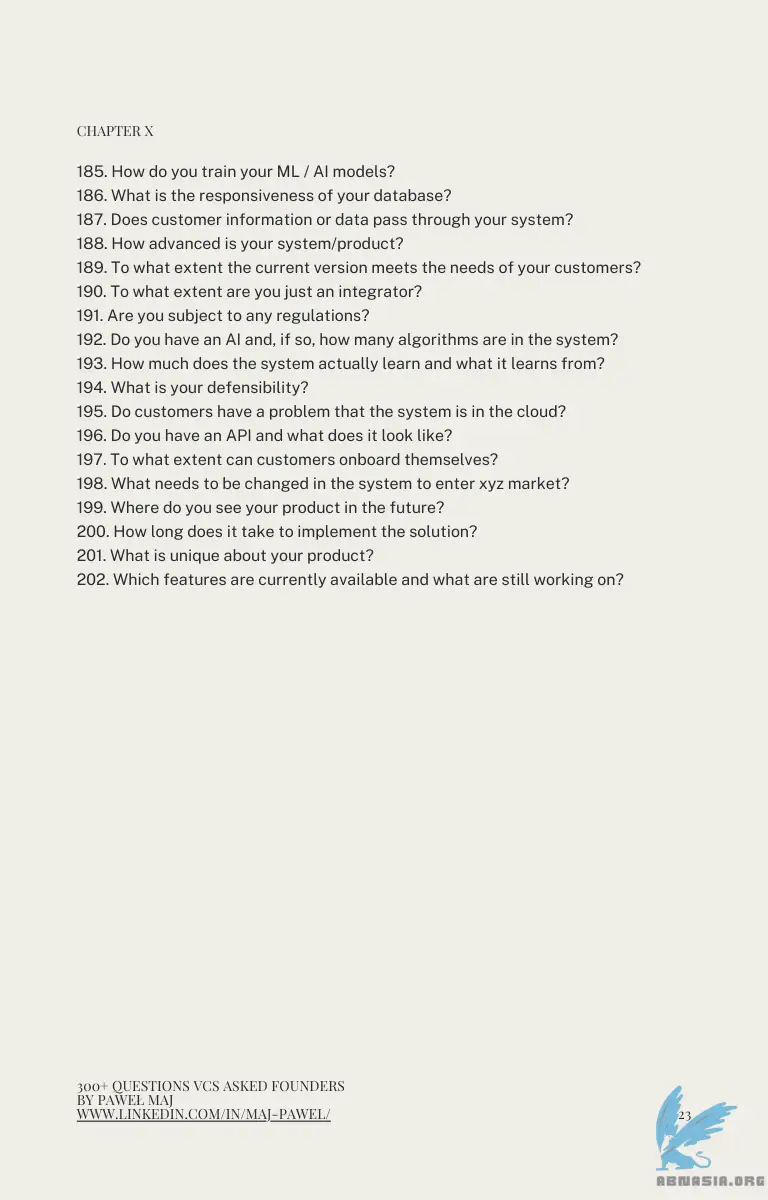 CHAPTER X
185. How do you train your ML / AI models?
186. What is the responsiveness of your database?
187. Does customer information or data pass through your system?
188. How advanced is your system/product?
189. To what extent the current version meets the needs of your customers?
190. To what extent are you just an integrator?
191. Are you subject to any regulations?
192. Do you have an AI and, if so, how many algorithms are in the system?
193. How much does the system actually learn and what it learns from?
194. What is your defensibility?
195. Do customers have a problem that the system is in the cloud?
196. Do you have an API and what does it look like?
197. To what extent can customers onboard themselves?
198. What needs to be changed in the system to enter xyz market?
199. Where do you see your product in the future?
200. How long does it take to implement the solution?
201. What is unique about your product?
202. Which features are currently available and what are still working on?
300+ QUESTIONS VCS ASKED FOUNDERS
BY PAWEŁ MAJ
WWW.LINKEDIN.COM/IN/MAJ-PAWEL/
23
ABNASIA.ORG